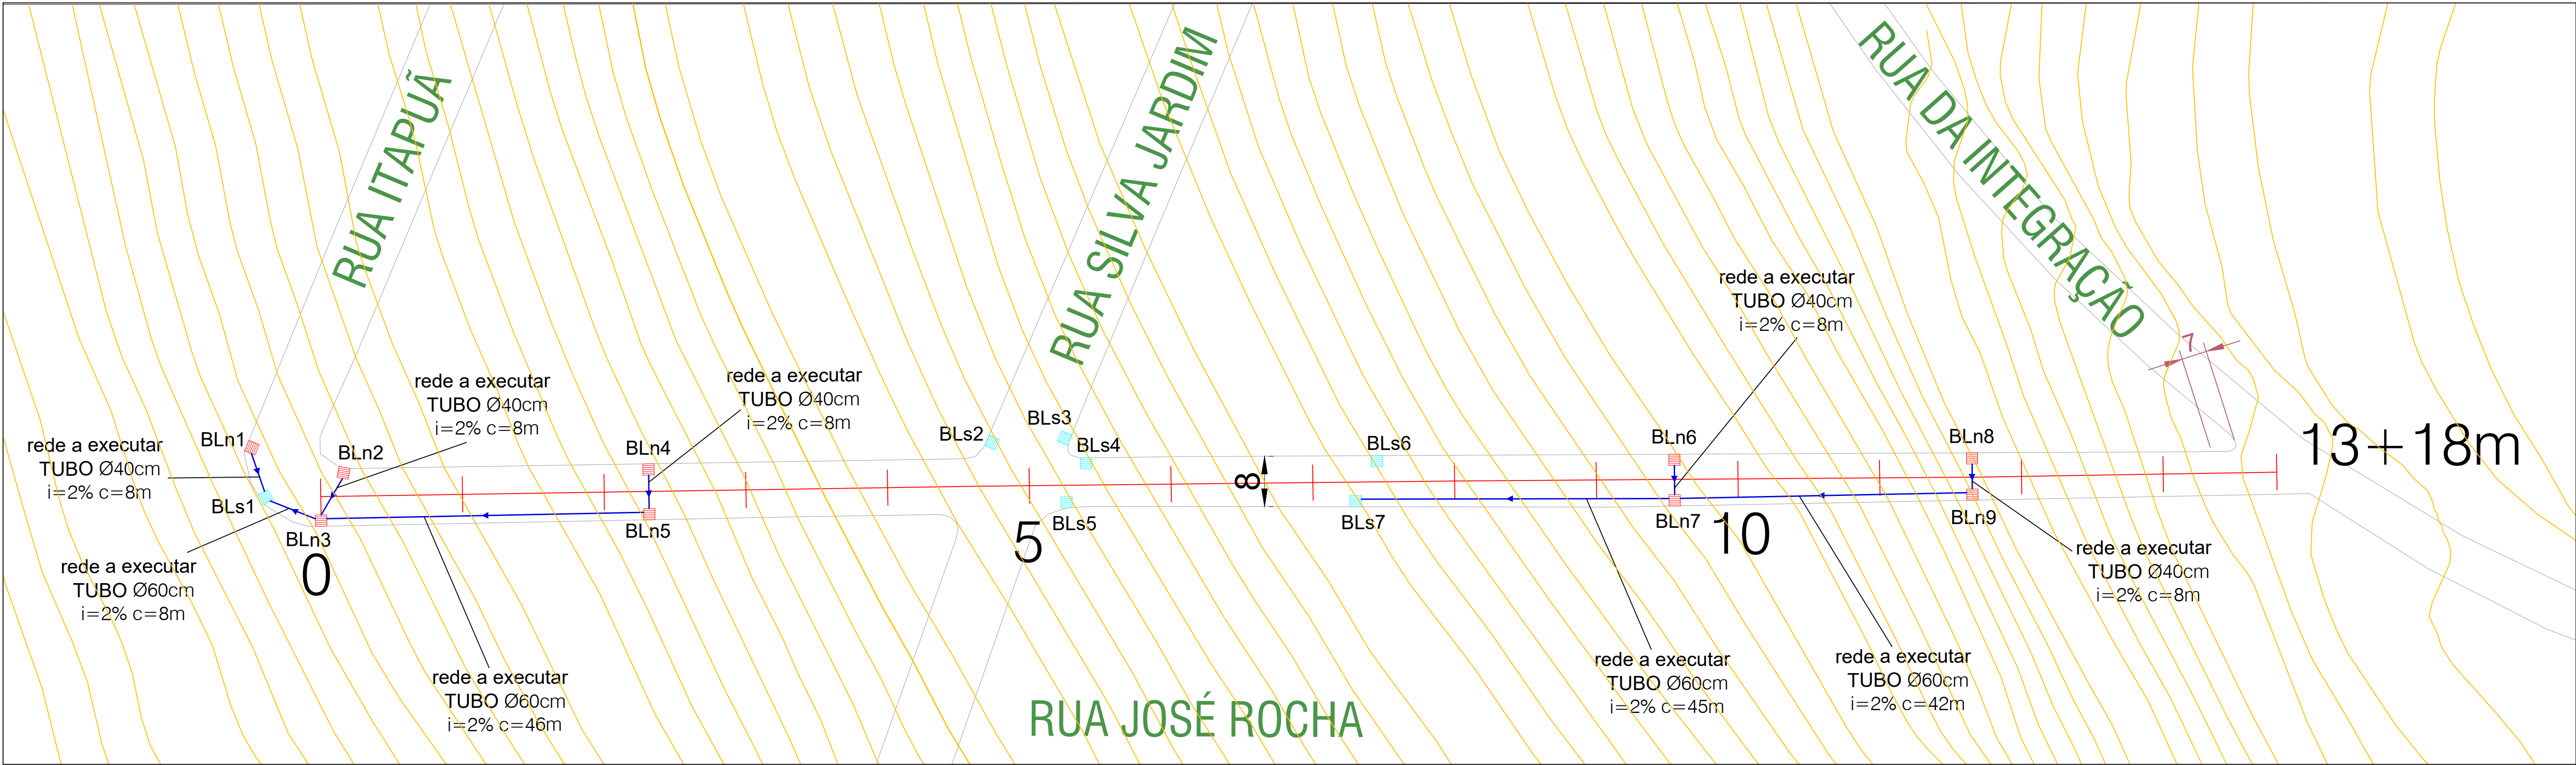 RUA ITAPUÃ
RUA SILVA JARDIM
RUA DA INTEGRAÇÃO
7
13+18m
rede a executar
TUBO Ø40cm
i=2% c=8m
BLn1
BLs1
rede a executar
TUBO Ø60cm
i=2% c=8m
BLn2
BLn3
0
rede a executar
TUBO Ø40cm
i=2% c=8m
BLn4
BLn5
rede a executar
TUBO Ø40cm
i=2% c=8m
rede a executar
TUBO Ø60cm
i=2% c=46m
BLs2
BLs3
BLs4
BLs5
5
8
BLs6
BLs7
rede a executar
TUBO Ø40cm
i=2% c=8m
BLn6
BLn7
10
BLn8
BLn9
rede a executar
TUBO Ø40cm
i=2% c=8m
rede a executar
TUBO Ø60cm
i=2% c=45m
rede a executar
TUBO Ø60cm
i=2% c=42m
RUA JOSÉ ROCHA